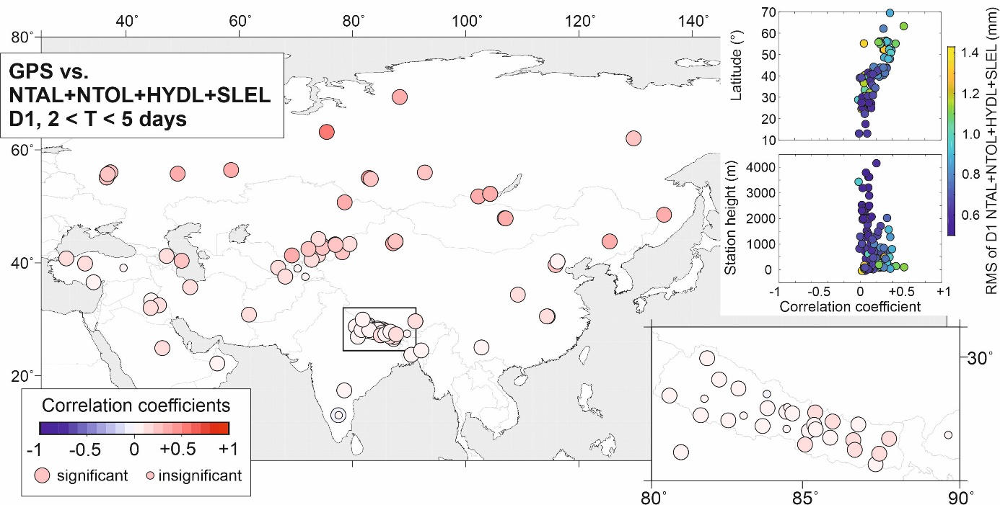 40° 60° 80° 100° 120° 140°
80°
60°
40°
20°
GPS vs.
NTAL+NTOL+HYDL+SLEL
D1, 2 < T < 5 days
Correlation coefficients
-1 -0.5 0 +0.5 +1
significant insignificant
Latitude (°)
70
60
50
40
30
20
10
Station height (m)
4000
3000
2000
1000
0
-1 -0.5 0 +0.5 +1
Correlation coefficient
1.4
1.2
1.0
0.8
0.6
RMS of D1 NTAL+NTOL+HYDL+SLEL (mm)
30°
80° 85° 90°